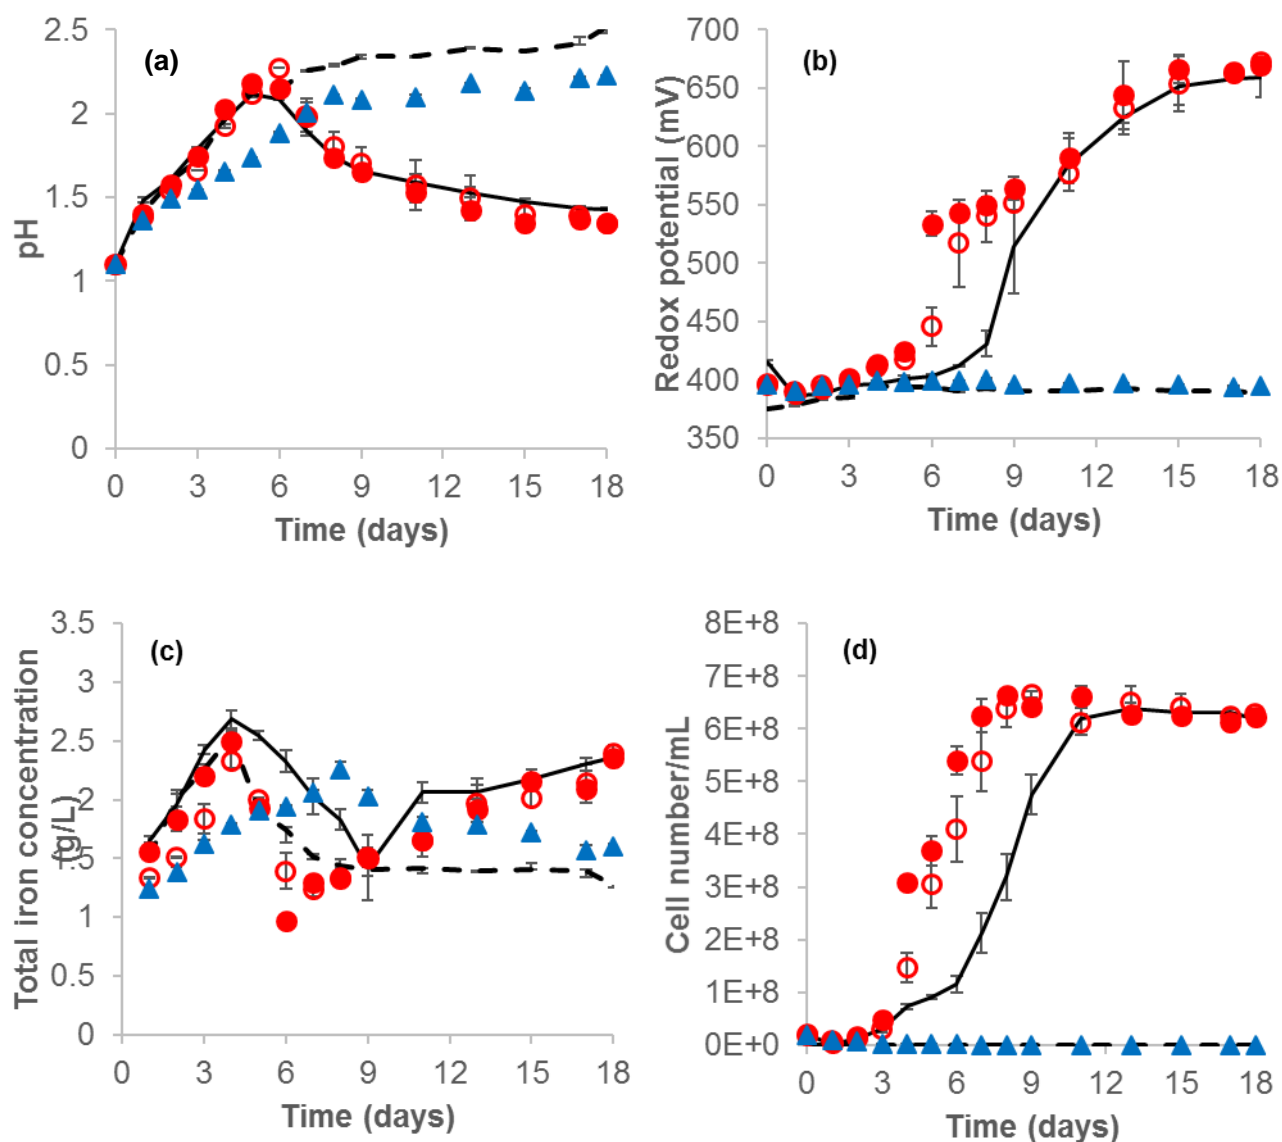 (a)
pH
2.5
2
1.5
1
0.5
0
0 3 6 9 12 15 18
Time (days)
(b)
Redox potential (mV)
700
650
600
550
500
450
400
350
0 3 6 9 12 15 18
Time (days)
(c)
Total iron concentration
(g/L)
3.5
3
2.5
2
1.5
1
0.5
0
0 3 6 9 12 15 18
Time (days)
(d)
Cell number/mL
8E+8
7E+8
6E+8
5E+8
4E+8
3E+8
2E+8
1E+8
0E+0
0 3 6 9 12 15 18
Time (days)